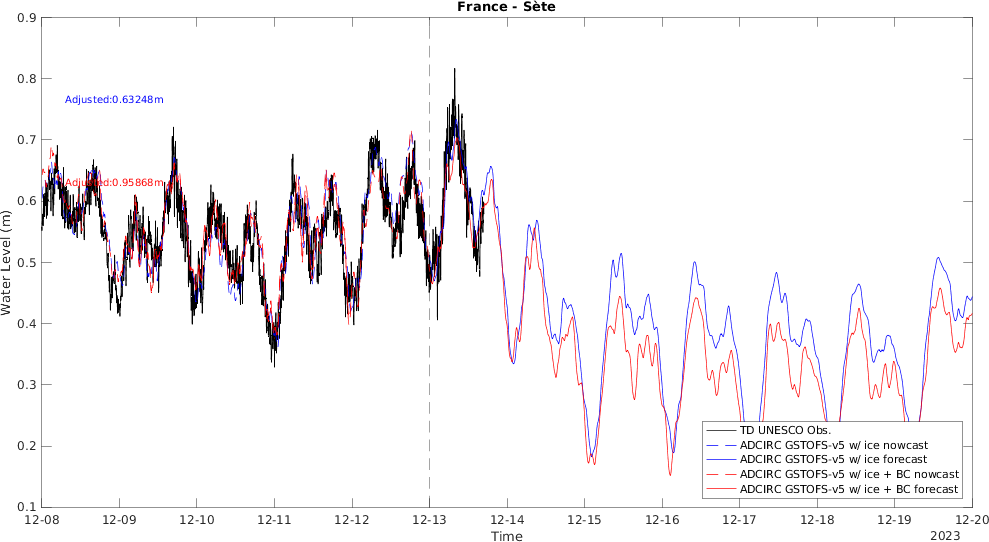 France - Sète
0.9
0.8
0.7
0.6
0.5
0.4
0.3
0.2
0.1
Water Level (m)
Adjusted:0.63248m
Adjusted:0.95868m
TD UNESCO Obs.
ADCIRC GSTOFS-v5 w/ ice nowcast
ADCIRC GSTOFS-v5 w/ ice forecast
ADCIRC GSTOFS-v5 w/ ice + BC nowcast
ADCIRC GSTOFS-v5 w/ ice + BC forecast
12-08 12-09 12-10 12-11 12-12 12-13 12-14 12-15 12-16 12-17 12-18 12-19 12-20
Time
2023